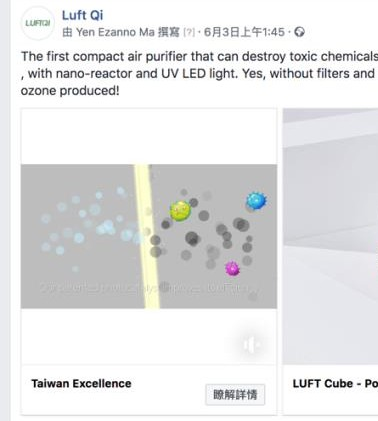 LUFTQI
Luft Qi
由 Yen Ezanno Ma 撰寫 [?] · 6月3日上午1:45 ·
The first compact air purifier that can destroy toxic chemicals
, with nano-reactor and UV LED light. Yes, without filters and
ozone produced!
Taiwan Excellence
瞭解詳情
LUFT Cube - Po